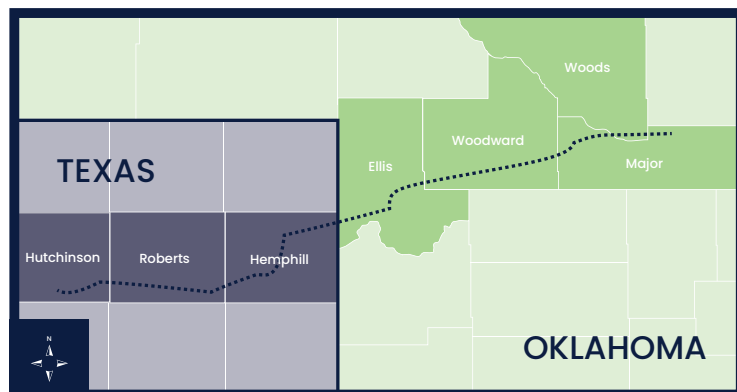 Woods
Woodward
Ellis
Major
TEXAS
Hutchinson
Roberts
Hemphill
OKLAHOMA
N